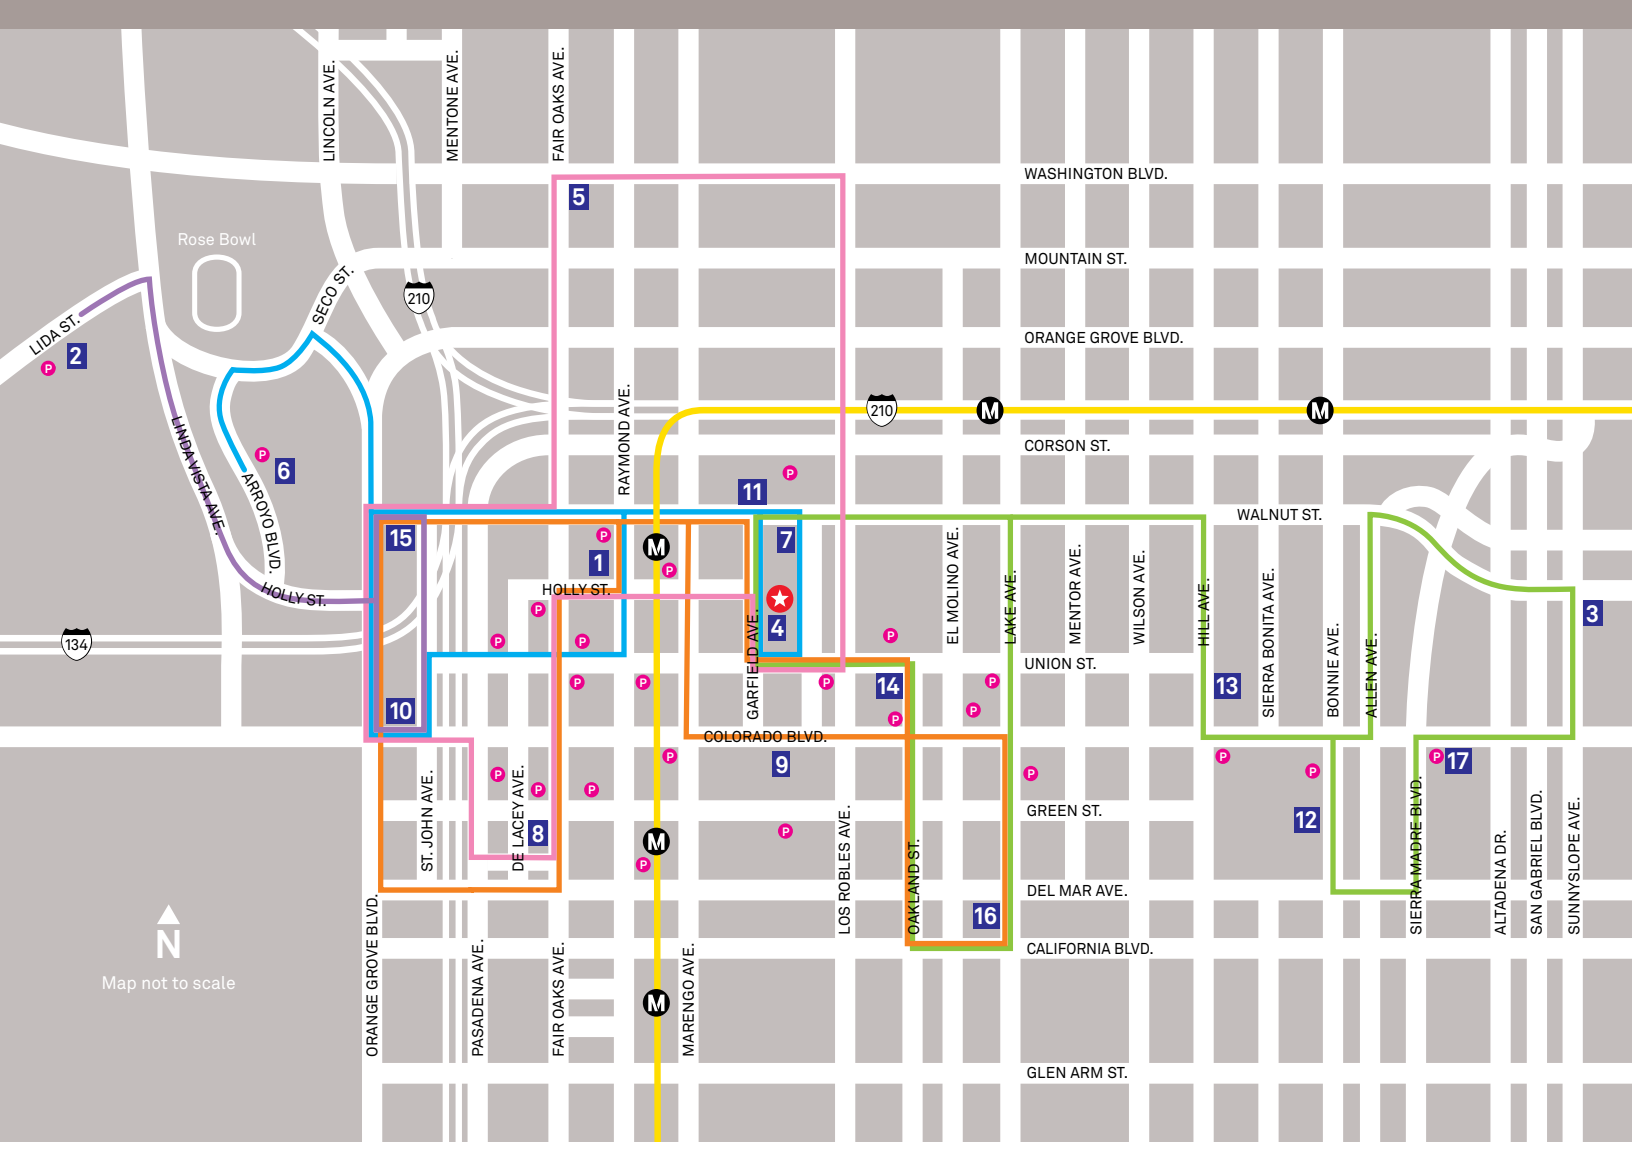 LINCOLN AVE.
MENTONE AVE.
FAIR OAKS AVE.
WASHINGTON BLVD.
5
Rose Bowl
MOUNTAIN ST.
SECO ST.
210
LIDA ST.
2
P
ORANGE GROVE BLVD.
RAYMOND AVE.
210
M
M
LINDA VISTA AVE.
CORSON ST.
P
6
ARROYO BLVD.
11
P
WALNUT ST.
15
P
1
M
P
7
HOLLY ST.
HOLLY ST.
EL MOLINO AVE.
LAKE AVE.
MENTOR AVE.
WILSON AVE.
HILL AVE.
SIERRA BONITA AVE.
BONNIE AVE.
ALLEN AVE.
3
134
P
P
P
GARFIELD AVE.
4
P
UNION ST.
10
P
P
P
14
P
P
P
13
COLORADO BLVD.
P
9
P
P
P
17
P
P
P
P
ST. JOHN AVE.
DE LACEY AVE.
8
M
P
P
LOS ROBLES AVE.
OAKLAND ST.
GREEN ST.
12
SIERRA MADRE BLVD.
ALTADENA DR.
SAN GABRIEL BLVD.
SUNNYSLOPE AVE.
DEL MAR AVE.
16
CALIFORNIA BLVD.
N
Map not to scale
ORANGE GROVE BLVD.
PASADENA AVE.
FAIR OAKS AVE.
M
MARENGO AVE.
GLEN ARM ST.